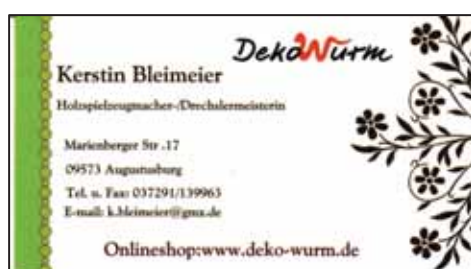 DekoWurm
Kerstin Bleimeier
Holzspielzeugmacher-/Drechslermeisterin
Marienberger Str .17
09573 Augustusburg
Tel. u. Fax: 037291/139963
E-mail: k.bleimeier@gmx.de
Onlineshop:www.deko-wurm.de